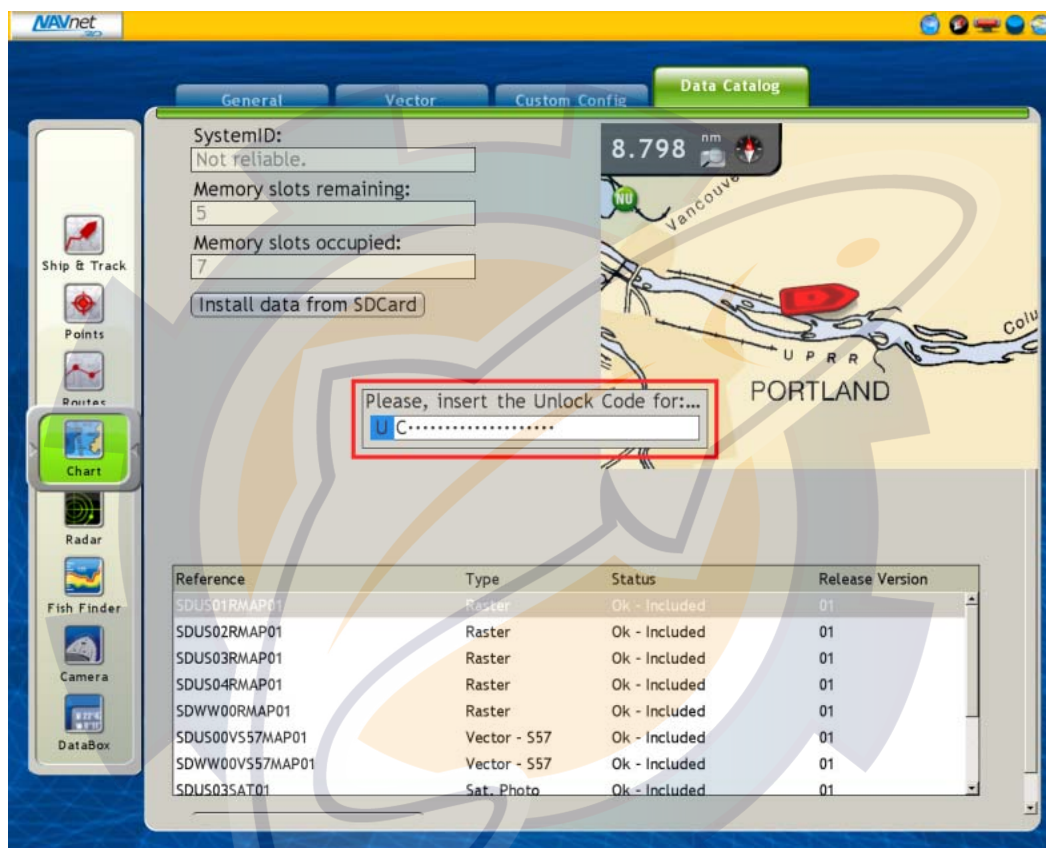 NAVnet
3D
General Vector Custom Config Data Catalog
SystemID:
Not reliable.
Memory slots remaining:
5
Memory slots occupied:
7
Install data from SDCard
8.798 nm
NU
Vancouv
Colu
U P R R
PORTLAND
Please, insert the Unlock Code for:...
U C····················
Ship & Track
Points
Routes
Chart
Radar
Fish Finder
Camera
DataBox
Reference Type Status Release Version
SDUS01RMAP01 Raster Ok - Included 01
SDUS02RMAP01 Raster Ok - Included 01
SDUS03RMAP01 Raster Ok - Included 01
SDUS04RMAP01 Raster Ok - Included 01
SDWW00RMAP01 Raster Ok - Included 01
SDUS00VS57MAP01 Vector - S57 Ok - Included 01
SDWW00VS57MAP01 Vector - S57 Ok - Included 01
SDUS03SAT01 Sat. Photo Ok - Included 01